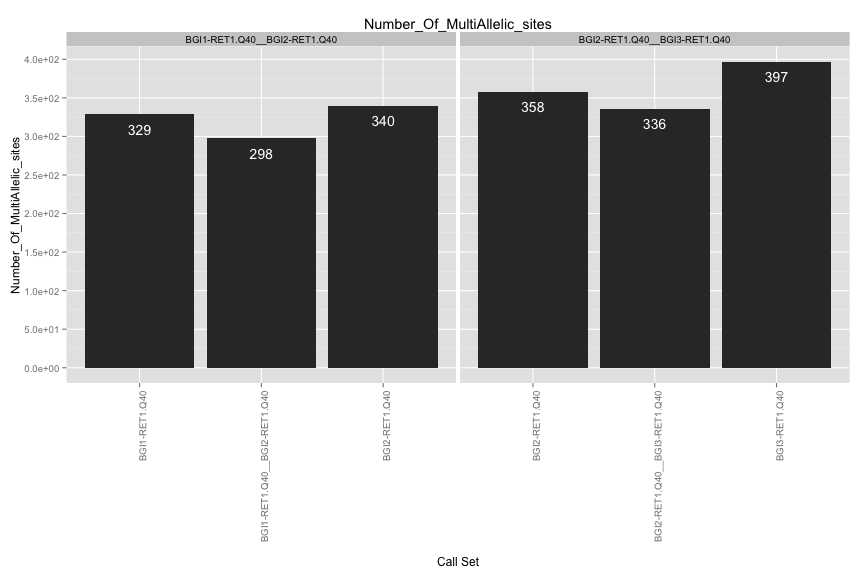 Number_Of_MultiAllelic_sites
BGI1-RET1.Q40__BGI2-RET1.Q40
BGI2-RET1.Q40__BGI3-RET1.Q40
Number_Of_MultiAllelic_sites
4.0e+02
3.5e+02
3.0e+02
2.5e+02
2.0e+02
1.5e+02
1.0e+02
5.0e+01
0.0e+00
329
298
340
358
336
397
BGI1-RET1.Q40
BGI1-RET1.Q40__BGI2-RET1.Q40
BGI2-RET1.Q40
BGI2-RET1.Q40
BGI2-RET1.Q40__BGI3-RET1.Q40
BGI3-RET1.Q40
Call Set